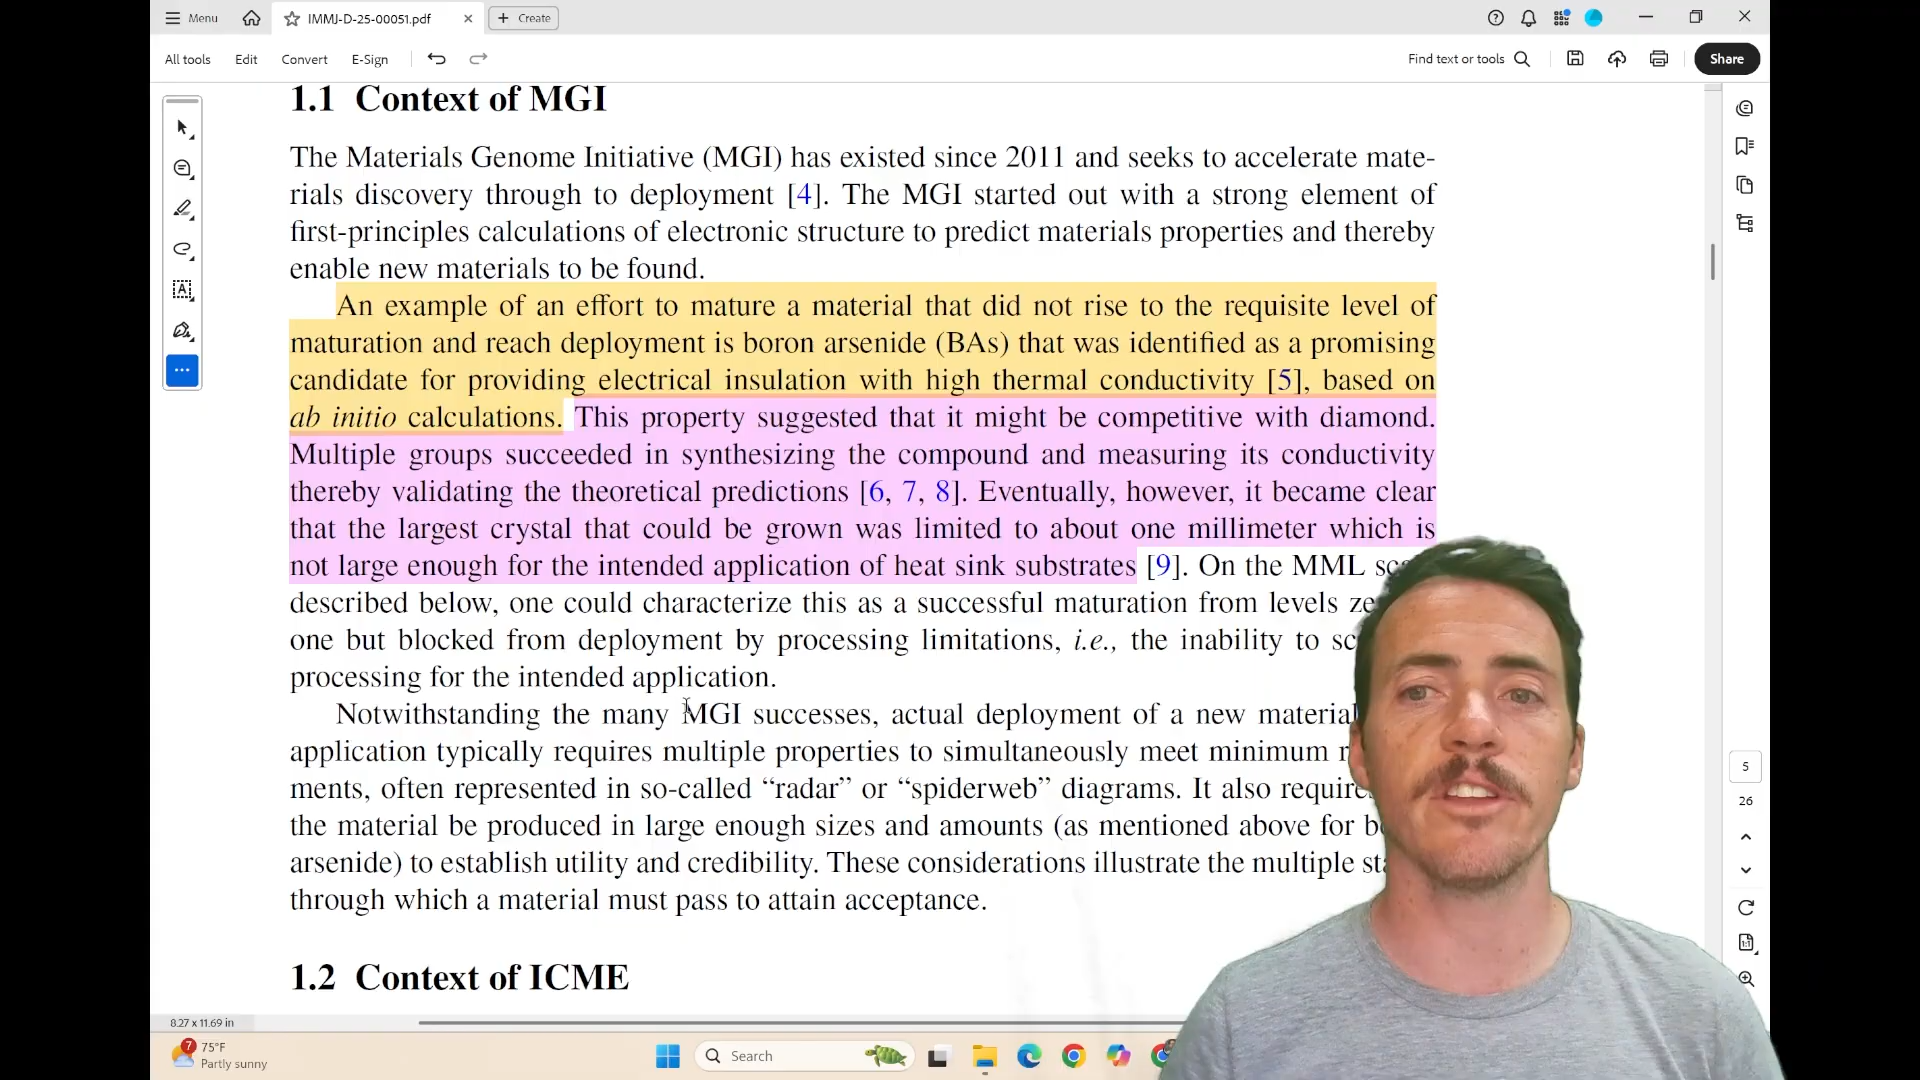 Menu
IMMJ-D-25-00051.pdf
Create
All tools
Edit
Convert
E-Sign
Find text or tools
Share
1.1 Context of MGI
The Materials Genome Initiative (MGI) has existed since 2011 and seeks to accelerate mate-
rials discovery through to deployment [4]. The MGI started out with a strong element of
first-principles calculations of electronic structure to predict materials properties and thereby
enable new materials to be found.
An example of an effort to mature a material that did not rise to the requisite level of
maturation and reach deployment is boron arsenide (BAs) that was identified as a promising
candidate for providing electrical insulation with high thermal conductivity [5], based on
ab initio calculations. This property suggested that it might be competitive with diamond.
Multiple groups succeeded in synthesizing the compound and measuring its conductivity
thereby validating the theoretical predictions [6, 7, 8]. Eventually, however, it became clear
that the largest crystal that could be grown was limited to about one millimeter which is
not large enough for the intended application of heat sink substrates [9]. On the MML
described below, one could characterize this as a successful maturation from levels
one but blocked from deployment by processing limitations, i.e., the inability to
processing for the intended application.
Notwithstanding the many MGI successes, actual deployment of a new material
application typically requires multiple properties to simultaneously meet minimum
ments, often represented in so-called “radar” or “spiderweb” diagrams. It also
the material be produced in large enough sizes and amounts (as mentioned above for
arsenide) to establish utility and credibility. These considerations illustrate the multiple
through which a material must pass to attain acceptance.
1.2 Context of ICME
5
26
1:1
8.27 x 11.69 in
7
75°F
Partly sunny
Search